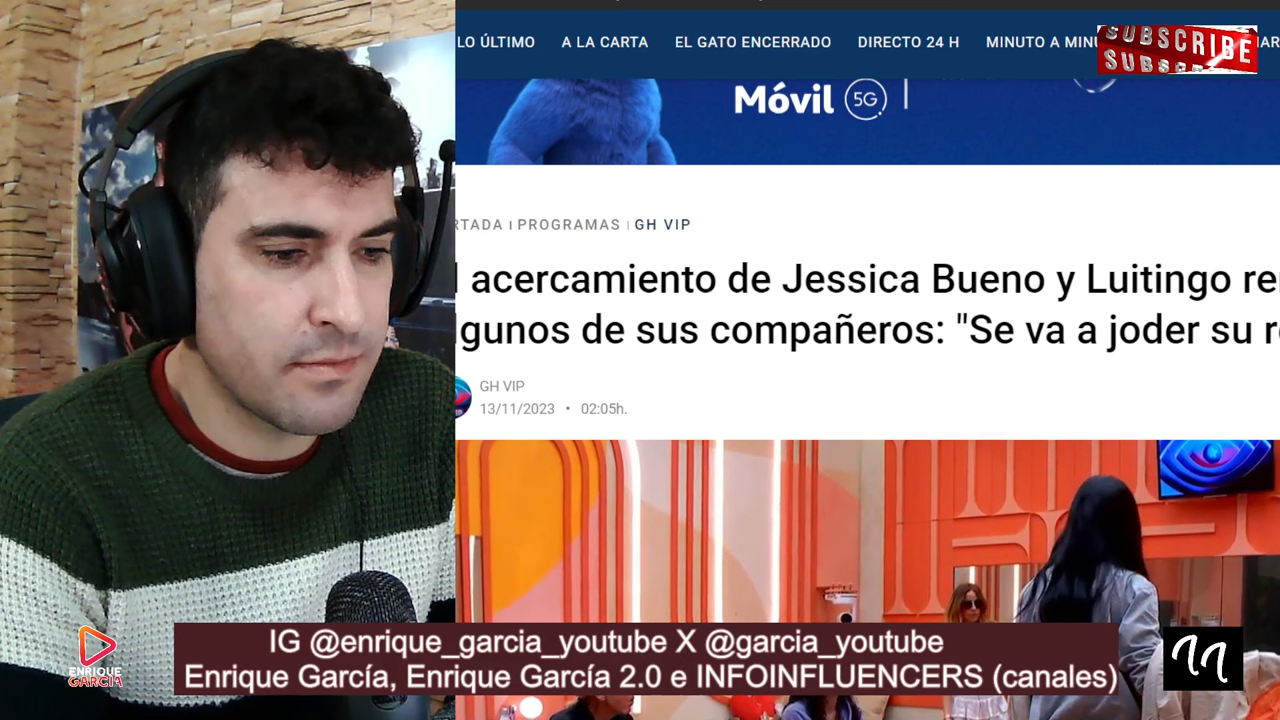 LO ÚLTIMO A LA CARTA EL GATO ENCERRADO DIRECTO 24 H MINUTO A
SUBSCRIBE
Móvil 5G
PROGRAMAS GH VIP
acercamiento de Jessica Bueno y Luitingo
de sus compañeros: "Se va a joder su
GH VIP
13/11/2023 • 02:05h.
IG @enrique_garcia_youtube X @garcia_youtube
Enrique García, Enrique García 2.0 e INFOINFLUENCERS (canales)
ENRIQUE
GARCÍA